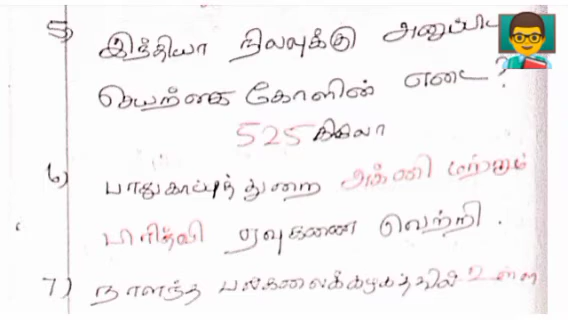 5) இந்தியா நிலவுக்கு அனுப்பிய
செயற்கை கோளின் எடை?
525 கிலோ
6) பாதுகாப்புத்துறை அக்னி மற்றும்
பிரித்வி ஏவுகணை வெற்றி.
7) நாளந்த பல்கலைக்கழகத்தில் உள்ள